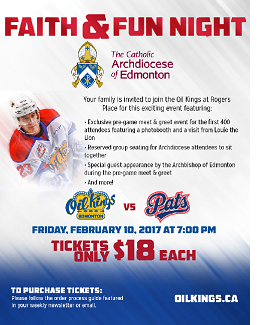 FAITH & FUN NIGHT
The Catholic
Archdiocese
of Edmonton
Your family is invited to join the Oil Kings at Rogers
Place for this exciting event featuring:
• Exclusive pre-game meet & greet event for the first 400
attendees featuring a photobooth and a visit from Louie the
Lion
• Reserved group seating for Archdiocese attendees to sit
together
• Special guest appearance by the Archbishop of Edmonton
during the pre-game meet & greet
• And more!
Oil Kings
EDMONTON
VS
Pats
FRIDAY, FEBRUARY 10, 2017 AT 7:00 PM
TICKETS
ONLY $18 EACH
TO PURCHASE TICKETS:
Please follow the order process guide featured
in your weekly newsletter or email.
OILKINGS.CA